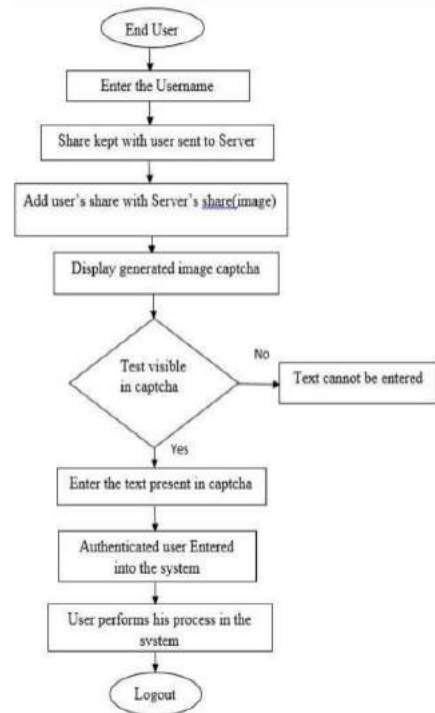 End User
Enter the Username
Share kept with user sent to Server
Add user's share with Server's share(image)
Display generated image captcha
Test visible
in captcha
No
Text cannot be entered
Yes
Enter the text present in captcha
Authenticated user Entered
into the system
User performs his process in the
system
Logout